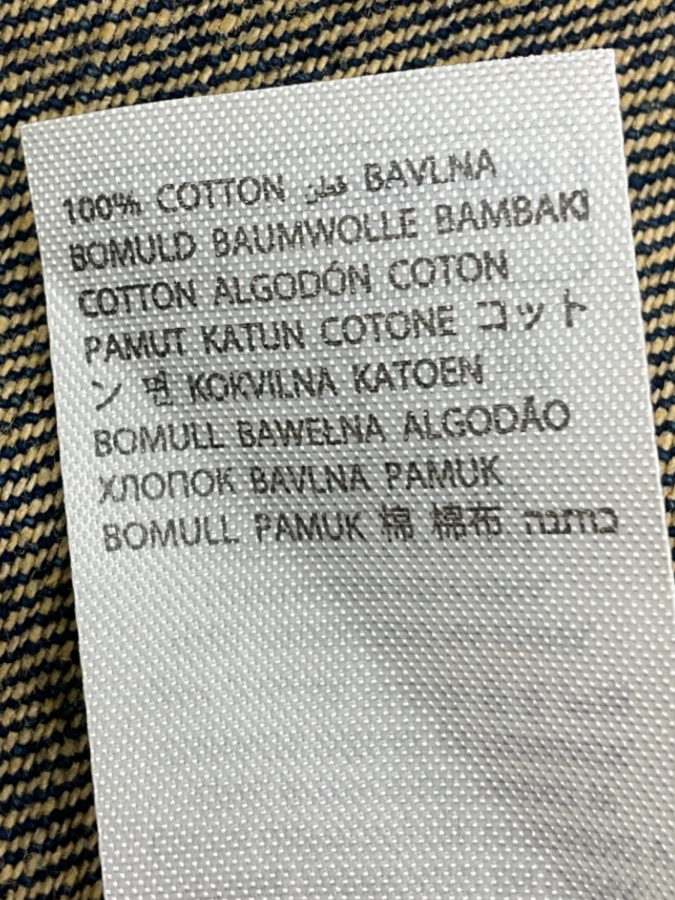 100% COTTON قطن BAVLNA
BOMULD BAUMWOLLE BAMBAKI
COTTON ALGODÓN COTON
PAMUT KATUN COTONE コット
ン 면 KOKVILNA KATOEN
BOMULL BAWEŁNA ALGODÃO
ХЛОПОК BAVLNA PAMUK
BOMULL PAMUK 棉 棉布 כותנה